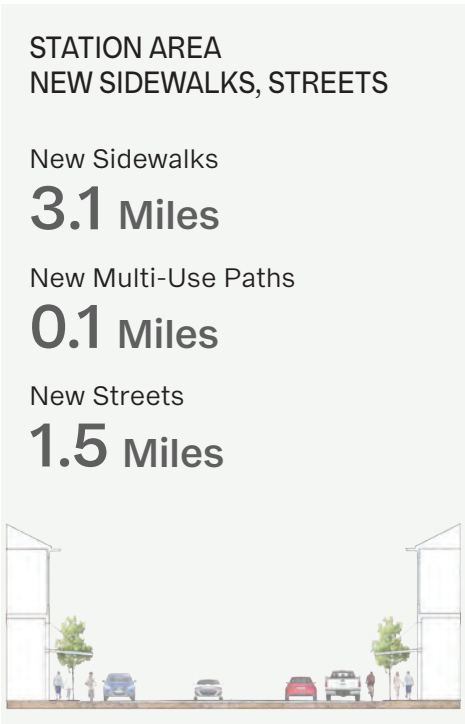 STATION AREA
NEW SIDEWALKS, STREETS
New Sidewalks
3.1 Miles
New Multi-Use Paths
0.1 Miles
New Streets
1.5 Miles